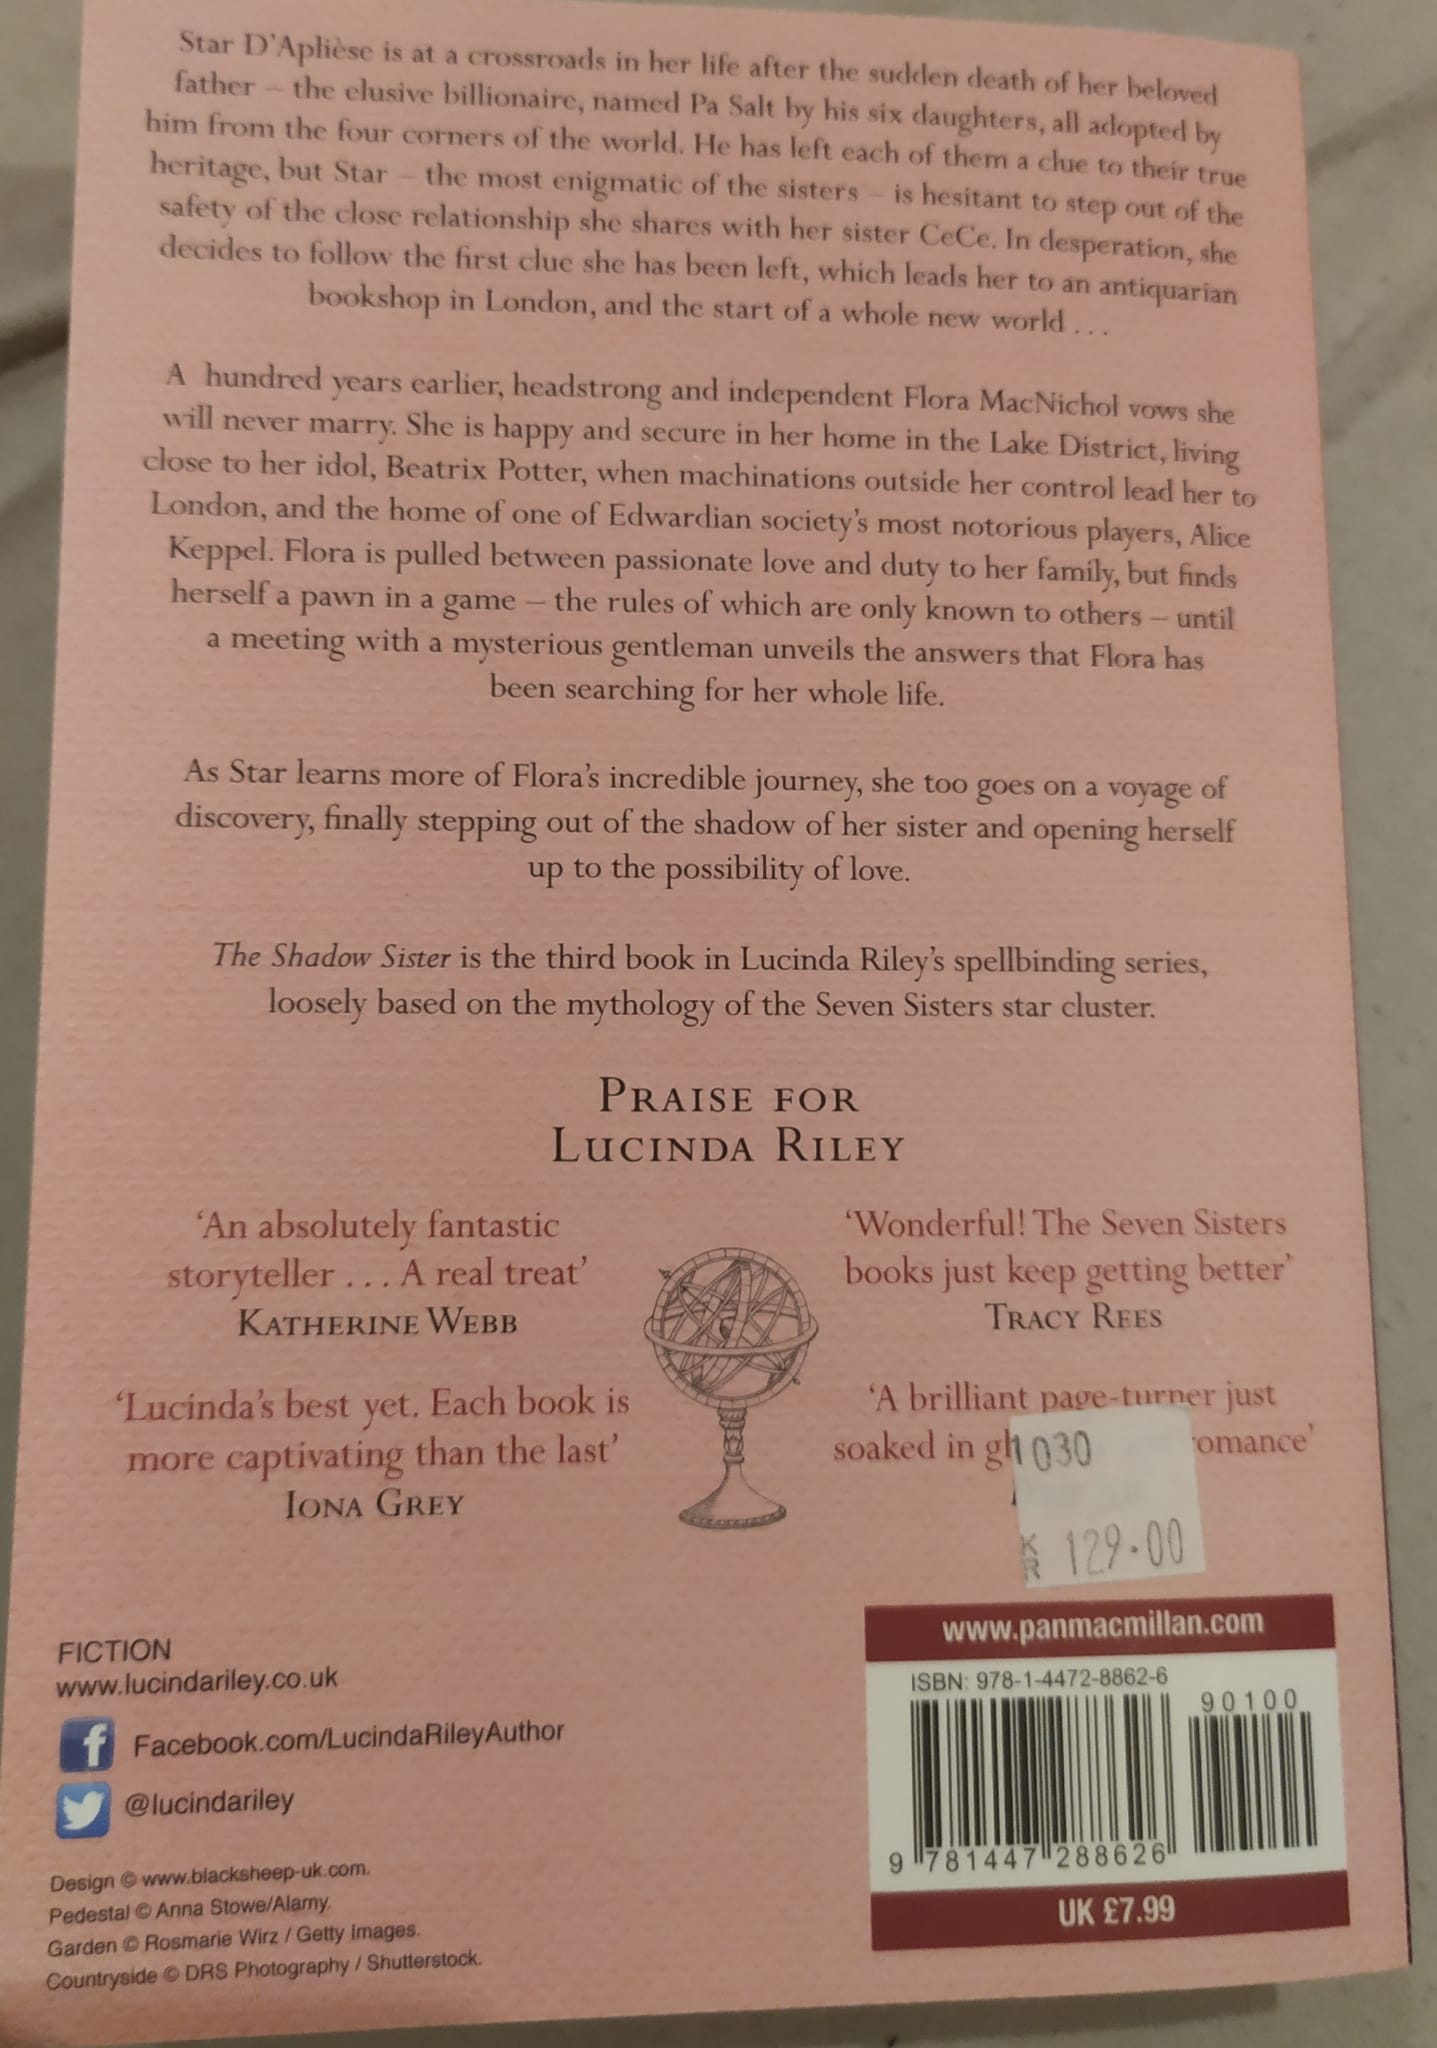 Star D'Aplièse is at a crossroads in her life after the sudden death of her beloved
father – the elusive billionaire, named Pa Salt by his six daughters, all adopted by
him from the four corners of the world. He has left each of them a clue to their true
heritage, but Star – the most enigmatic of the sisters – is hesitant to step out of the
safety of the close relationship she shares with her sister CeCe. In desperation, she
decides to follow the first clue she has been left, which leads her to an antiquarian
bookshop in London, and the start of a whole new world . . .
A hundred years earlier, headstrong and independent Flora MacNichol vows she
will never marry. She is happy and secure in her home in the Lake District, living
close to her idol, Beatrix Potter, when machinations outside her control lead her to
London, and the home of one of Edwardian society's most notorious players, Alice
Keppel. Flora is pulled between passionate love and duty to her family, but finds
herself a pawn in a game – the rules of which are only known to others – until
a meeting with a mysterious gentleman unveils the answers that Flora has
been searching for her whole life.
As Star learns more of Flora's incredible journey, she too goes on a voyage of
discovery, finally stepping out of the shadow of her sister and opening herself
up to the possibility of love.
The Shadow Sister is the third book in Lucinda Riley's spellbinding series,
loosely based on the mythology of the Seven Sisters star cluster.
PRAISE FOR
LUCINDA RILEY
'An absolutely fantastic
storyteller . . . A real treat'
KATHERINE WEBB
'Wonderful! The Seven Sisters
books just keep getting better'
TRACY REES
'Lucinda's best yet. Each book is
more captivating than the last'
IONA GREY
'A brilliant page-turner just
soaked in
1030
KR 129.00
FICTION
www.lucindariley.co.uk
Facebook.com/LucindaRileyAuthor
@lucindariley
Design © www.blacksheep-uk.com.
Pedestal © Anna Stowe/Alamy.
Garden © Rosmarie Wirz / Getty Images.
Countryside © DRS Photography / Shutterstock.
www.panmacmillan.com
ISBN: 978-1-4472-8862-6
90100
9 781447 288626
UK £7.99